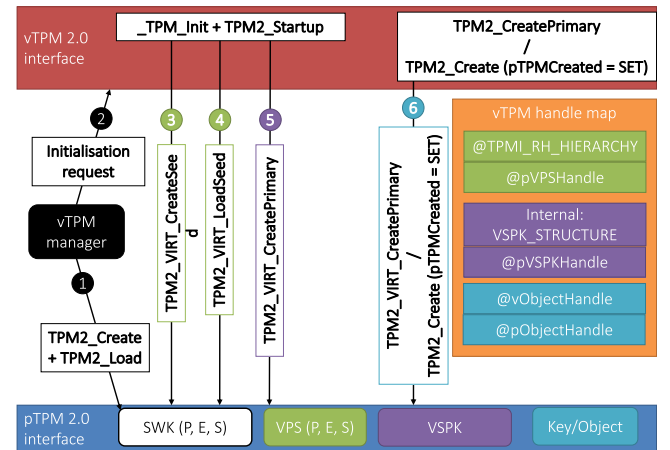 vTPM 2.0
interface
_TPM_Init + TPM2_Startup
TPM2_CreatePrimary
/
TPM2_Create (pTPMCreated = SET)
2
3
4
5
6
Initialisation
request
vTPM
manager
1
TPM2_Create
+ TPM2_Load
TPM2_VIRT_CreateSee
d
TPM2_VIRT_LoadSeed
TPM2_VIRT_CreatePrimary
TPM2_VIRT_CreatePrimary
/
TPM2_Create (pTPMCreated = SET)
vTPM handle map
@TPMI_RH_HIERARCHY
@pVPSHandle
Internal:
VSPK_STRUCTURE
@pVSPKHandle
@vObjectHandle
@pObjectHandle
pTPM 2.0
interface
SWK (P, E, S)
VPS (P, E, S)
VSPK
Key/Object